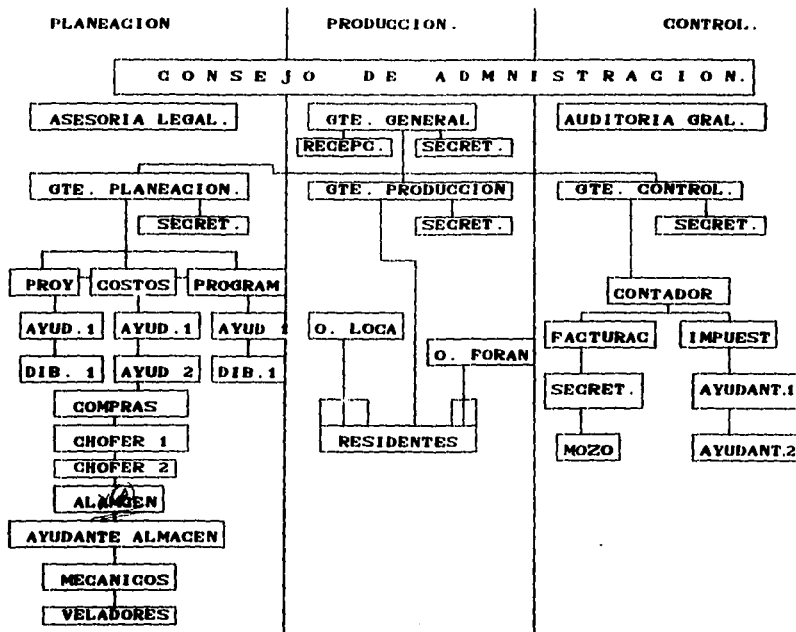 PLANEACION PRODUCCION. CONTROL.
CONSEJO DE ADMNISTRACION.
ASESORIA LEGAL. GTE. GENERAL AUDITORIA GRAL.
RECEPC. SECRET.
GTE. PLANEACION. GTE. PRODUCCION GTE. CONTROL.
SECRET. SECRET. SECRET.
PROY COSTOS PROGRAM CONTADOR
AYUD.1 AYUD.1 AYUD 1 O. LOCA FACTURAC IMPUEST
DIB. 1 AYUD 2 DIB.1 O. FORAN SECRET. AYUDANT.1
COMPRAS
CHOFER 1 RESIDENTES MOZO AYUDANT.2
CHOFER 2
AYUDANTE ALMACEN
MECANICOS
VELADORES